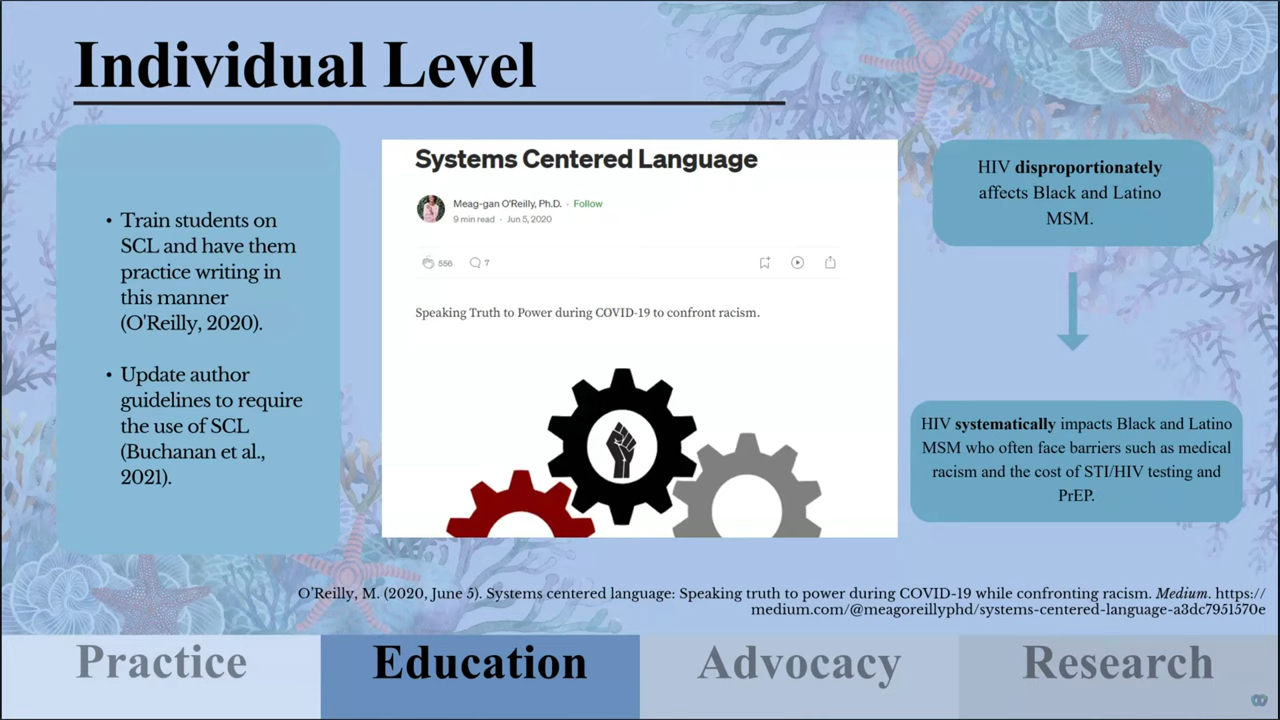 Individual Level
• Train students on
SCL and have them
practice writing in
this manner
(O'Reilly, 2020).
• Update author
guidelines to require
the use of SCL
(Buchanan et al.,
2021).
Systems Centered Language
Meag-gan O'Reilly, Ph.D. · Follow
9 min read · Jun 5, 2020
556 7
Speaking Truth to Power during COVID-19 to confront racism.
HIV disproportionately
affects Black and Latino
MSM.
HIV systematically impacts Black and Latino
MSM who often face barriers such as medical
racism and the cost of STI/HIV testing and
PrEP.
O'Reilly, M. (2020, June 5). Systems centered language: Speaking truth to power during COVID-19 while confronting racism. Medium. https://
medium.com/@meagoreillyphd/systems-centered-language-a3dc7951570e
Practice Education Advocacy Research